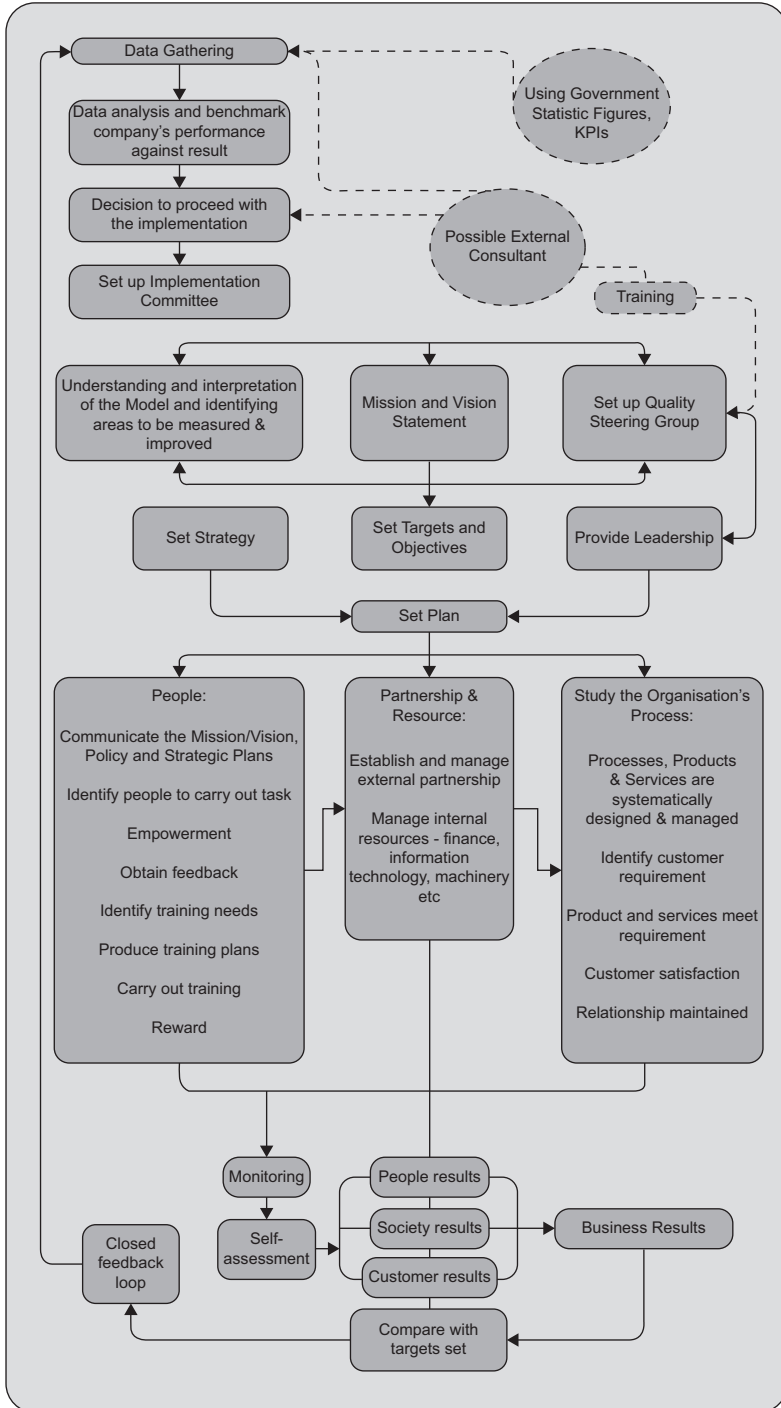 Data Gathering
Using Government
Statistic Figures,
KPIs
Data analysis and benchmark
company's performance
against result
Decision to proceed with
the implementation
Possible External
Consultant
Set up Implementation
Committee
Training
Understanding and interpretation
of the Model and identifying
areas to be measured &
improved
Mission and Vision
Statement
Set up Quality
Steering Group
Set Strategy
Set Targets and
Objectives
Provide Leadership
Set Plan
People:
Communicate the Mission/Vision,
Policy and Strategic Plans
Identify people to carry out task
Empowerment
Obtain feedback
Identify training needs
Produce training plans
Carry out training
Reward
Partnership &
Resource:
Establish and manage
external partnership
Manage internal
resources - finance,
information
technology, machinery
etc
Study the Organisation's
Process:
Processes, Products
& Services are
systematically
designed & managed
Identify customer
requirement
Product and services meet
requirement
Customer satisfaction
Relationship maintained
Monitoring
People results
Self-
assessment
Society results
Business Results
Customer results
Closed
feedback
loop
Compare with
targets set